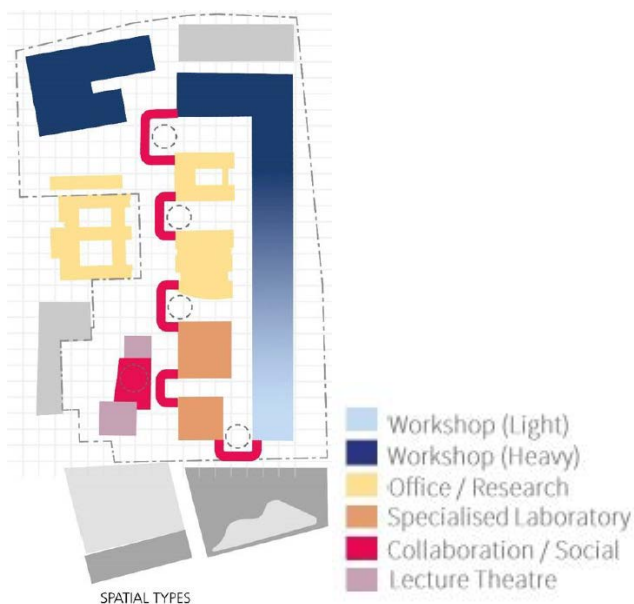 Workshop (Light)
Workshop (Heavy)
Office / Research
Specialised Laboratory
Collaboration / Social
Lecture Theatre
SPATIAL TYPES